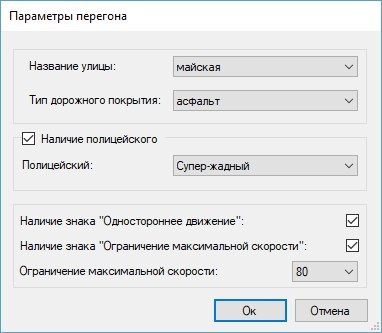 Параметры перегона
Название улицы: майская
Тип дорожного покрытия: асфальт
Наличие полицейского
Полицейский: Супер-жадный
Наличие знака "Одностороннее движение":
Наличие знака "Ограничение максимальной скорости":
Ограничение максимальной скорости: 80
Ок Отмена